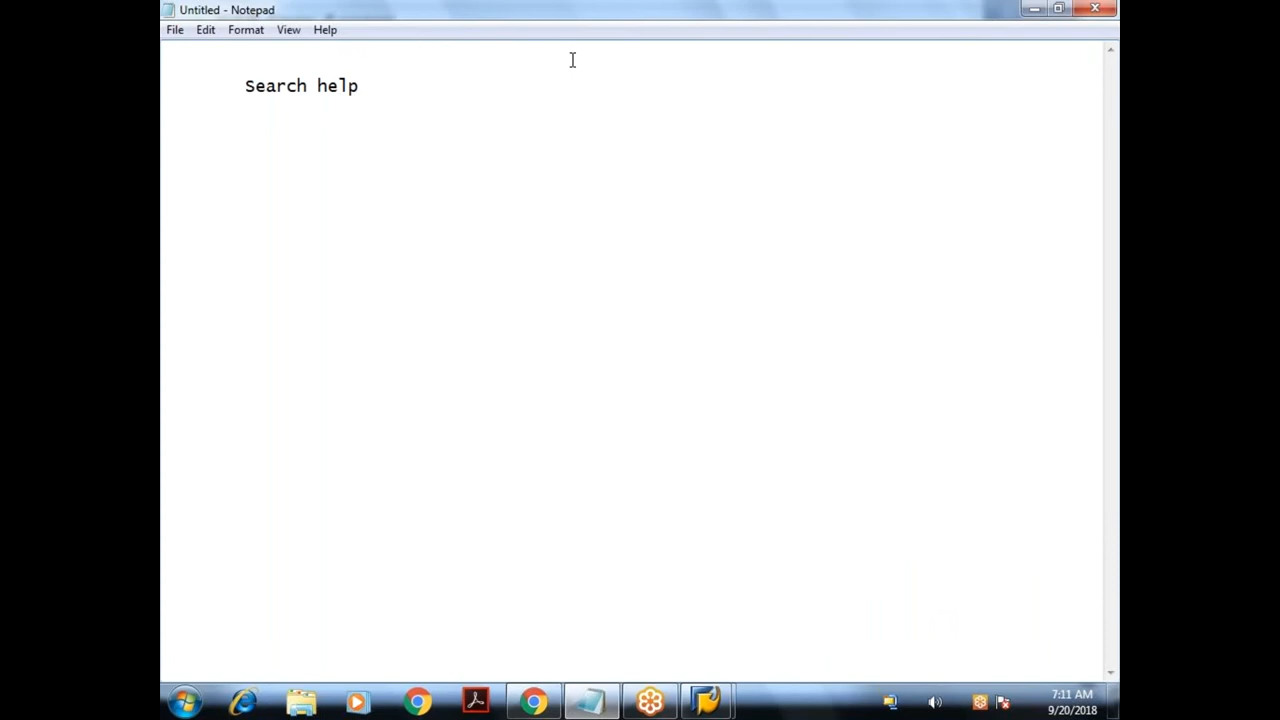 Untitled - Notepad
File Edit Format View Help
Search help
7:11 AM
9/20/2018